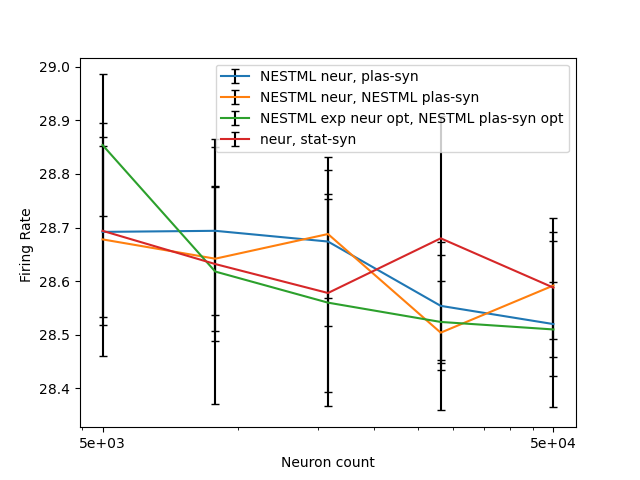 29.0
28.9
28.8
28.7
28.6
28.5
28.4
Firing Rate
NESTML neur, plas-syn
NESTML neur, NESTML plas-syn
NESTML exp neur opt, NESTML plas-syn opt
neur, stat-syn
5e+03
5e+04
Neuron count